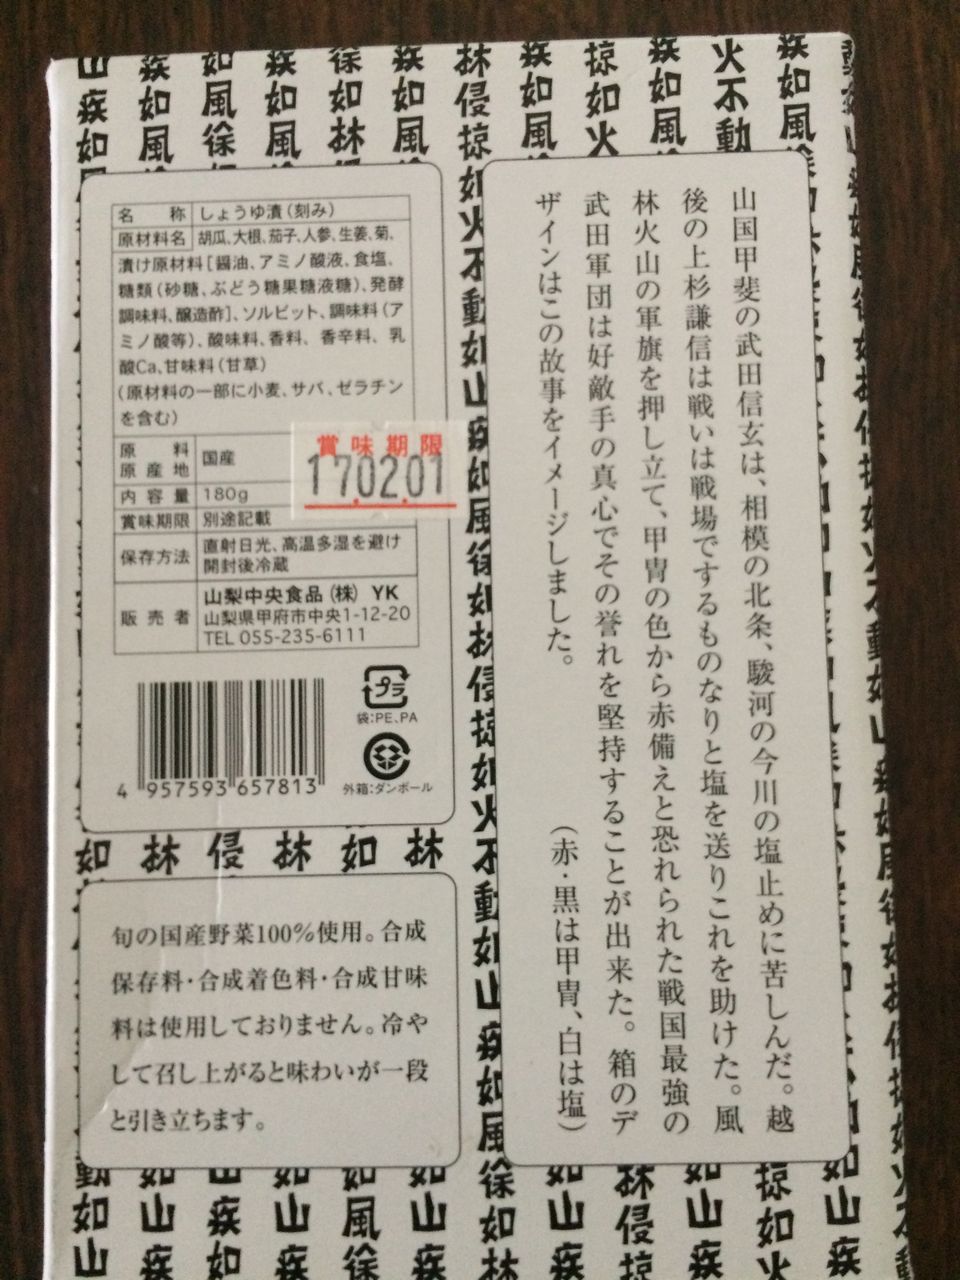 名称 しょうゆ漬(刻み)
原材料名 胡瓜、大根、茄子、人参、生姜、菊、
漬け原材料[醤油、アミノ酸液、食塩、
糖類(砂糖、ぶどう糖果糖液糖)、発酵
調味料、醸造酢]、ソルビット、調味料(ア
ミノ酸等)、酸味料、香料、香辛料、乳
酸Ca、甘味料(甘草)
(原材料の一部に小麦、サバ、ゼラチン
を含む)
原料原産地 国産
内容量 180g
賞味期限 別途記載
保存方法 直射日光、高温多湿を避け
開封後冷蔵
販売者 山梨中央食品(株) YK
山梨県甲府市中央1-12-20
TEL 055-235-6111
賞味期限
17.02.01
4 957593 657813
プラ
袋:PE、PA
外箱:ダンボール
旬の国産野菜100%使用。合成
保存料・合成着色料・合成甘味
料は使用しておりません。冷や
して召し上がると味わいが一段
と引き立ちます。
山国甲斐の武田信玄は、相模の北条、駿河の今川の塩止めに苦しんだ。越
後の上杉謙信は戦いは戦場でするものなりと塩を送りこれを助けた。風
林火山の軍旗を押し立て、甲冑の色から赤備えと恐れられた戦国最強の
武田軍団は好敵手の真心でその誉れを堅持することが出来た。箱のデ
ザインはこの故事をイメージしました。
(赤・黒は甲冑、白は塩)